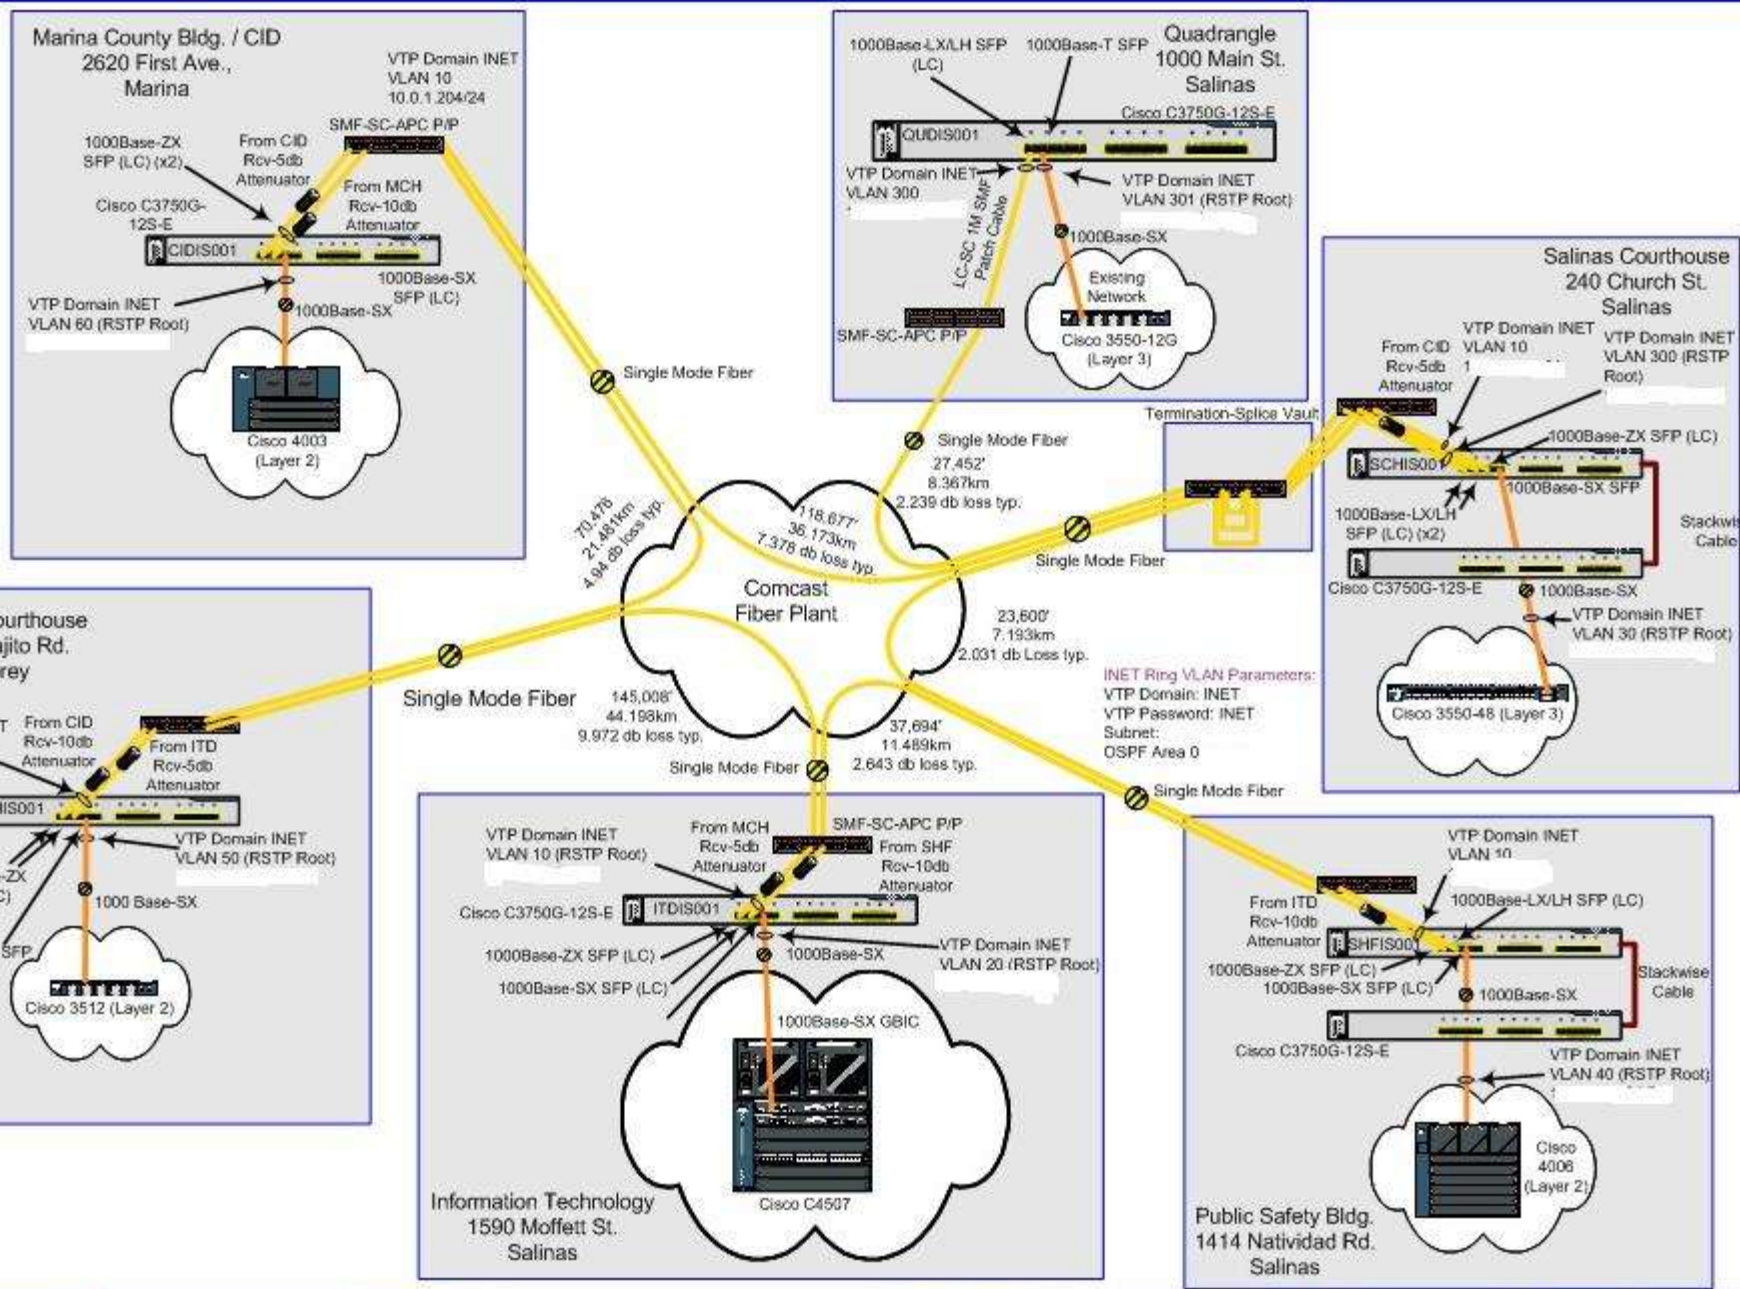 Marina County Bldg. / CID
2620 First Ave.,
Marina
VTP Domain INET
VLAN 10
10.0.1.204/24
SMF-SC-APC P/P
1000Base-ZX
SFP (LC) (x2)
From CID
Rcv-5db
Attenuator
From MCH
Rcv-10db
Attenuator
Cisco C3750G-
12S-E
CIDIS001
1000Base-SX
SFP (LC)
VTP Domain INET
VLAN 60 (RSTP Root)
1000Base-SX
Cisco 4003
(Layer 2)
Single Mode Fiber
Quadrangle
1000 Main St.
Salinas
1000Base-LX/LH SFP
(LC)
1000Base-T SFP
Cisco C3750G-12S-E
QUDIS001
VTP Domain INET
VLAN 300
VTP Domain INET
VLAN 301 (RSTP Root)
LC-SC 1M SMF
Patch Cable
1000Base-SX
Existing
Network
SMF-SC-APC P/P
Cisco 3550-12G
(Layer 3)
Single Mode Fiber
27,452'
8.367km
2.239 db loss typ.
Termination-Splice Vault
Salinas Courthouse
240 Church St.
Salinas
VTP Domain INET
VLAN 10
1
VTP Domain INET
VLAN 300 (RSTP
Root)
From CID
Rcv-5db
Attenuator
1000Base-ZX SFP (LC)
SCHIS001
1000Base-SX SFP
1000Base-LX/LH
SFP (LC) (x2)
Stackwis
Cable
Cisco C3750G-12S-E
1000Base-SX
VTP Domain INET
VLAN 30 (RSTP Root)
Cisco 3550-48 (Layer 3)
70,476
21.481km
4.94 db loss typ.
118,677'
36.173km
7.378 db loss typ.
Single Mode Fiber
Comcast
Fiber Plant
23,600'
7.193km
2.031 db Loss typ.
INET Ring VLAN Parameters:
VTP Domain: INET
VTP Password: INET
Subnet:
OSPF Area 0
Single Mode Fiber
145,008'
44.198km
9.972 db loss typ.
37,694'
11.489km
2.643 db loss typ.
Single Mode Fiber
Single Mode Fiber
ourthouse
ajito Rd.
rey
T
From CID
Rcv-10db
Attenuator
From ITD
Rcv-5db
Attenuator
IIS001
VTP Domain INET
VLAN 50 (RSTP Root)
-ZX
C)
1000 Base-SX
SFP
Cisco 3512 (Layer 2)
VTP Domain INET
VLAN 10 (RSTP Root)
From MCH
Rcv-5db
Attenuator
SMF-SC-APC P/P
From SHF
Rcv-10db
Attenuator
Cisco C3750G-12S-E
ITDIS001
1000Base-ZX SFP (LC)
1000Base-SX SFP (LC)
1000Base-SX
VTP Domain INET
VLAN 20 (RSTP Root)
1000Base-SX GBIC
Cisco C4507
Information Technology
1590 Moffett St.
Salinas
VTP Domain INET
VLAN 10
From ITD
Rcv-10db
Attenuator
1000Base-LX/LH SFP (LC)
SHFIS001
1000Base-ZX SFP (LC)
1000Base-SX SFP (LC)
Stackwise
Cable
1000Base-SX
Cisco C3750G-12S-E
VTP Domain INET
VLAN 40 (RSTP Root)
Cisco
4006
(Layer 2)
Public Safety Bldg.
1414 Natividad Rd.
Salinas